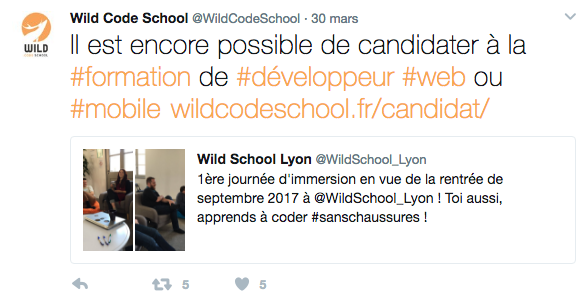 Wild Code School @WildCodeSchool · 30 mars
WILD
CODE SCHOOL
Il est encore possible de candidater à la
#formation de #développeur #web ou
#mobile wildcodeschool.fr/candidat/
Wild School Lyon @WildSchool_Lyon
1ère journée d'immersion en vue de la rentrée de
septembre 2017 à @WildSchool_Lyon ! Toi aussi,
apprends à coder #sanschaussures !
5
5